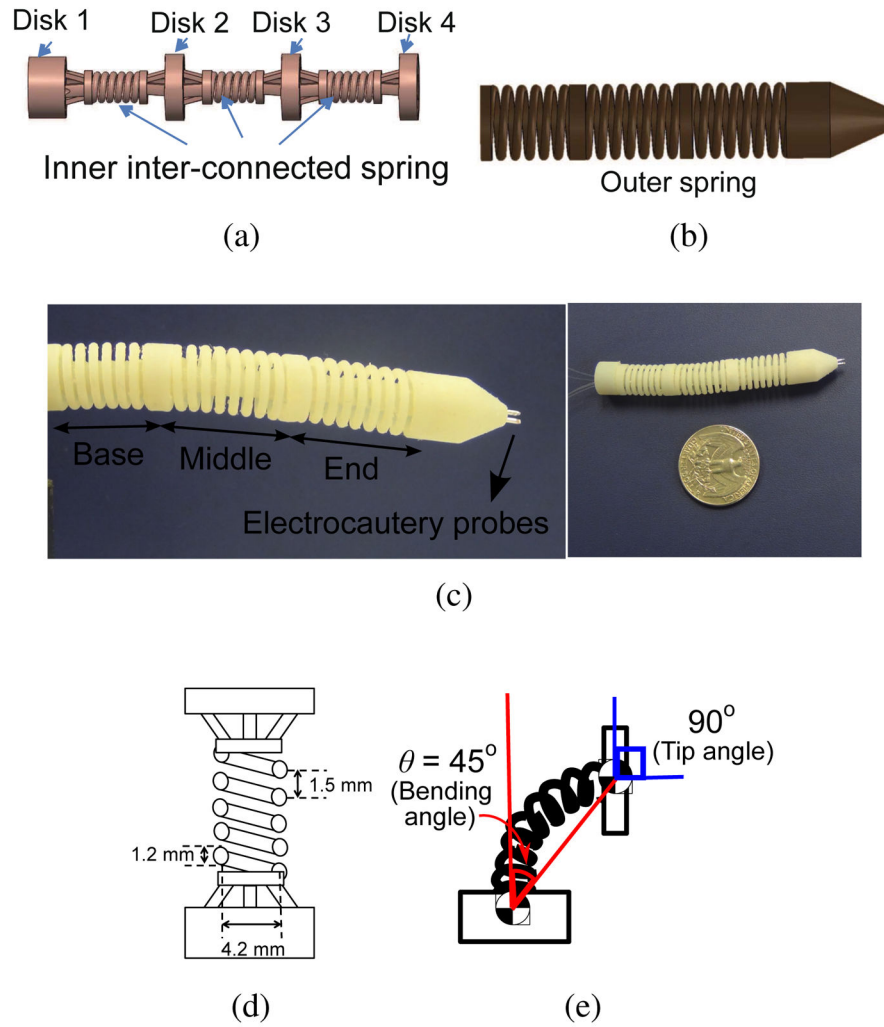 Disk 1
Disk 2
Disk 3
Disk 4
Inner inter-connected spring
(a)
Outer spring
(b)
Base
Middle
End
Electrocautery probes
(c)
1.5 mm
1.2 mm
4.2 mm
(d)
θ = 45°
(Bending
angle)
90°
(Tip angle)
(e)